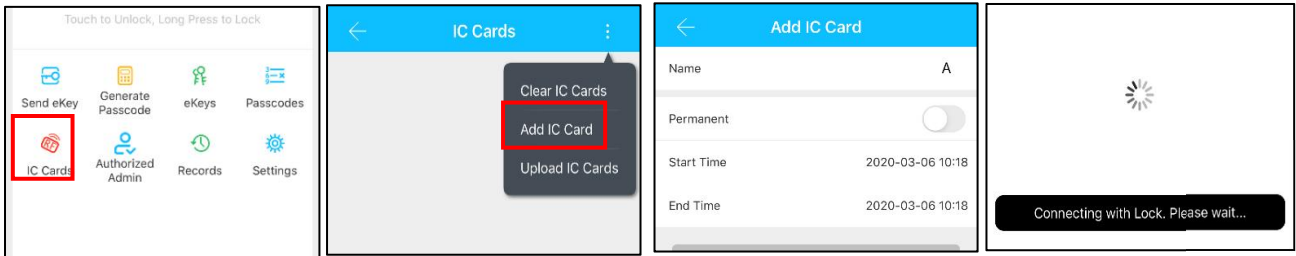 Touch to Unlock, Long Press to Lock
Send eKey
Generate
Passcode
eKeys
Passcodes
IC Cards
Authorized
Admin
Records
Settings
IC Cards
Clear IC Cards
Add IC Card
Upload IC Cards
Add IC Card
Name A
Permanent
Start Time 2020-03-06 10:18
End Time 2020-03-06 10:18
Connecting with Lock. Please wait...